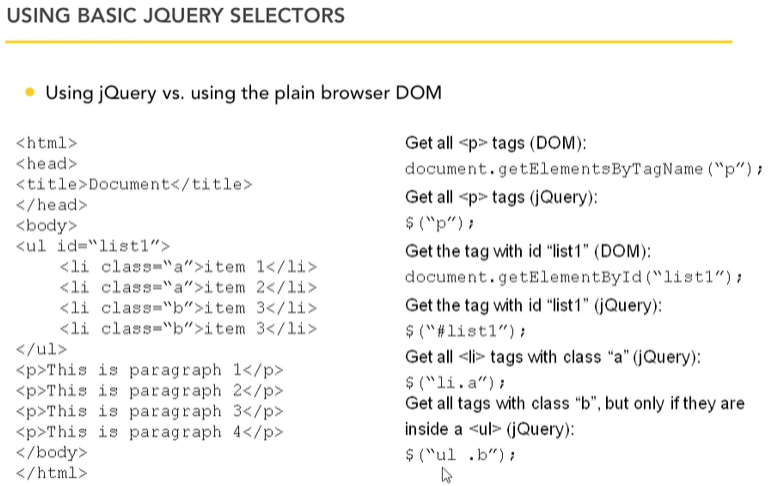 USING BASIC JQUERY SELECTORS
Using jQuery vs. using the plain browser DOM
<html>
<head>
<title>Document</title>
</head>
<body>
<ul id=“list1”>
<li class=“a”>item 1</li>
<li class=“a”>item 2</li>
<li class=“b”>item 3</li>
<li class=“b”>item 3</li>
</ul>
<p>This is paragraph 1</p>
<p>This is paragraph 2</p>
<p>This is paragraph 3</p>
<p>This is paragraph 4</p>
</body>
</html>
Get all <p> tags (DOM):
document.getElementsByTagName(“p”);
Get all <p> tags (jQuery):
$(“p”);
Get the tag with id “list1” (DOM):
document.getElementById(“list1”);
Get the tag with id “list1” (jQuery):
$(“#list1”);
Get all <li> tags with class “a” (jQuery):
$(“li.a”);
Get all tags with class “b”, but only if they are
inside a <ul> (jQuery):
$(“ul .b”);